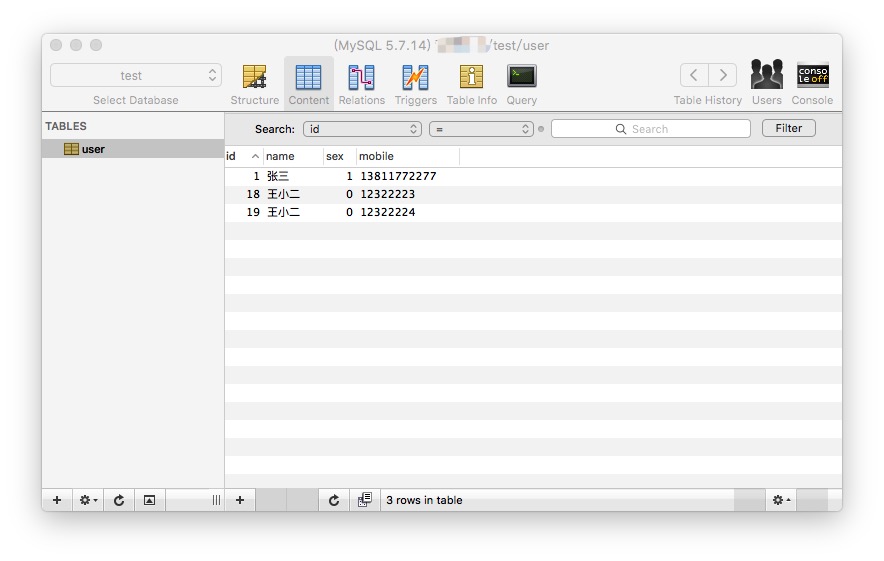 (MySQL 5.7.14) /test/user
test
Select Database
Structure Content Relations Triggers Table Info Query
Table History Users Console
conso
le off
TABLES
user
Search: id = Search Filter
id name sex mobile
1 张三 1 13811772277
18 王小二 0 12322223
19 王小二 0 12322224
3 rows in table